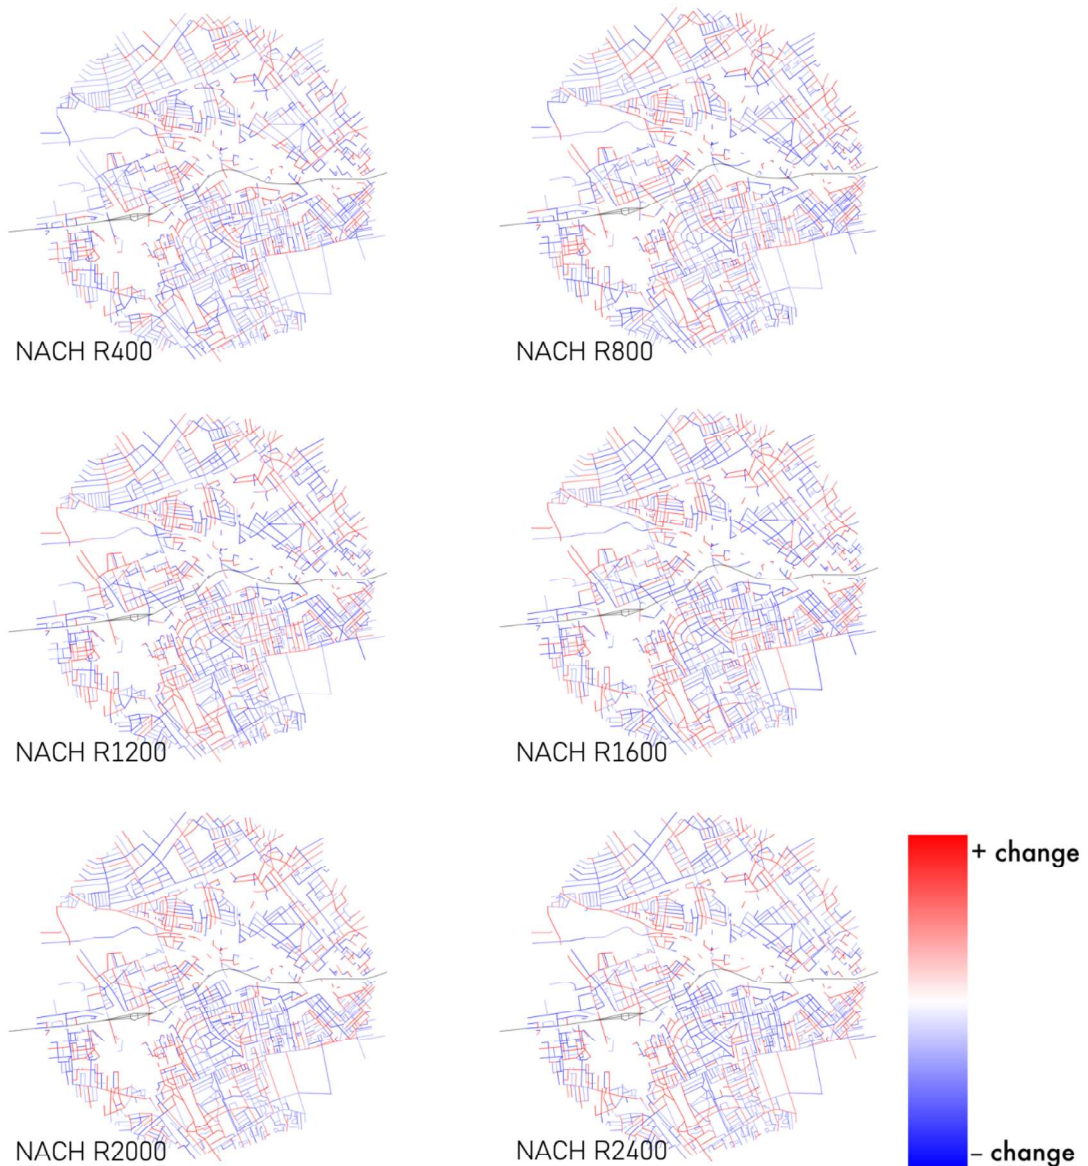 NACH R400
NACH R800
NACH R1200
NACH R1600
NACH R2000
NACH R2400
+ change
– change